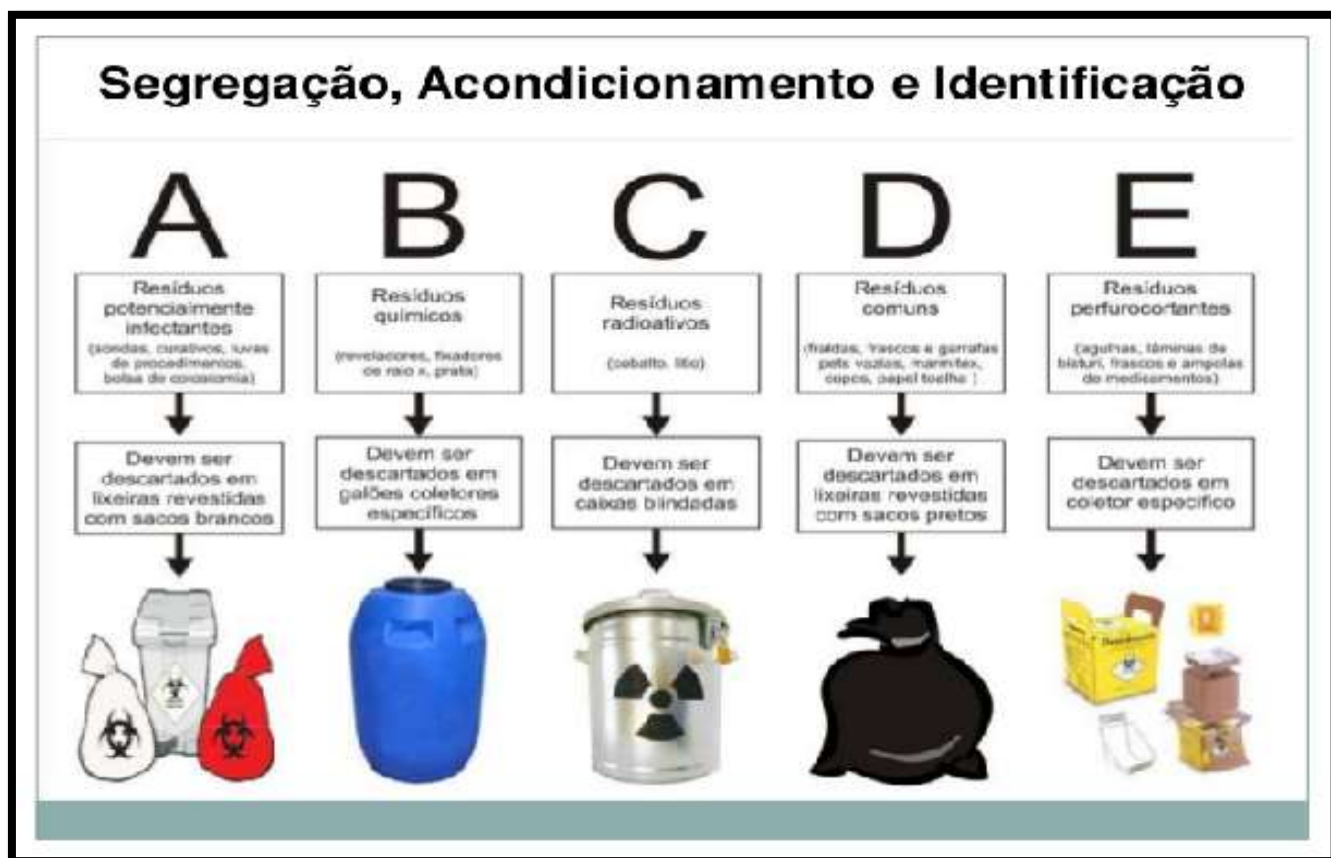 Segregação, Acondicionamento e Identificação
A
Resíduos
potencialmente
infectantes
(sondas, curativos, luvas
de procedimentos,
bolsa de colostomia)
Devem ser
descartados em
lixeiras revestidas
com sacos brancos
B
Resíduos
químicos
(reveladores, fixadores
de raio x, prata)
Devem ser
descartados em
galões coletores
específicos
C
Resíduos
radioativos
(cobalto, lítio)
Devem ser
descartados em
caixas blindadas
D
Resíduos
comuns
(fraldas, frascos e garrafas
pets vazias, marmitex,
copos, papel toalha )
Devem ser
descartados em
lixeiras revestidas
com sacos pretos
E
Resíduos
perfurocortantes
(agulhas, lâminas de
bisturi, frascos e ampolas
de medicamentos)
Devem ser
descartados em
coletor específico